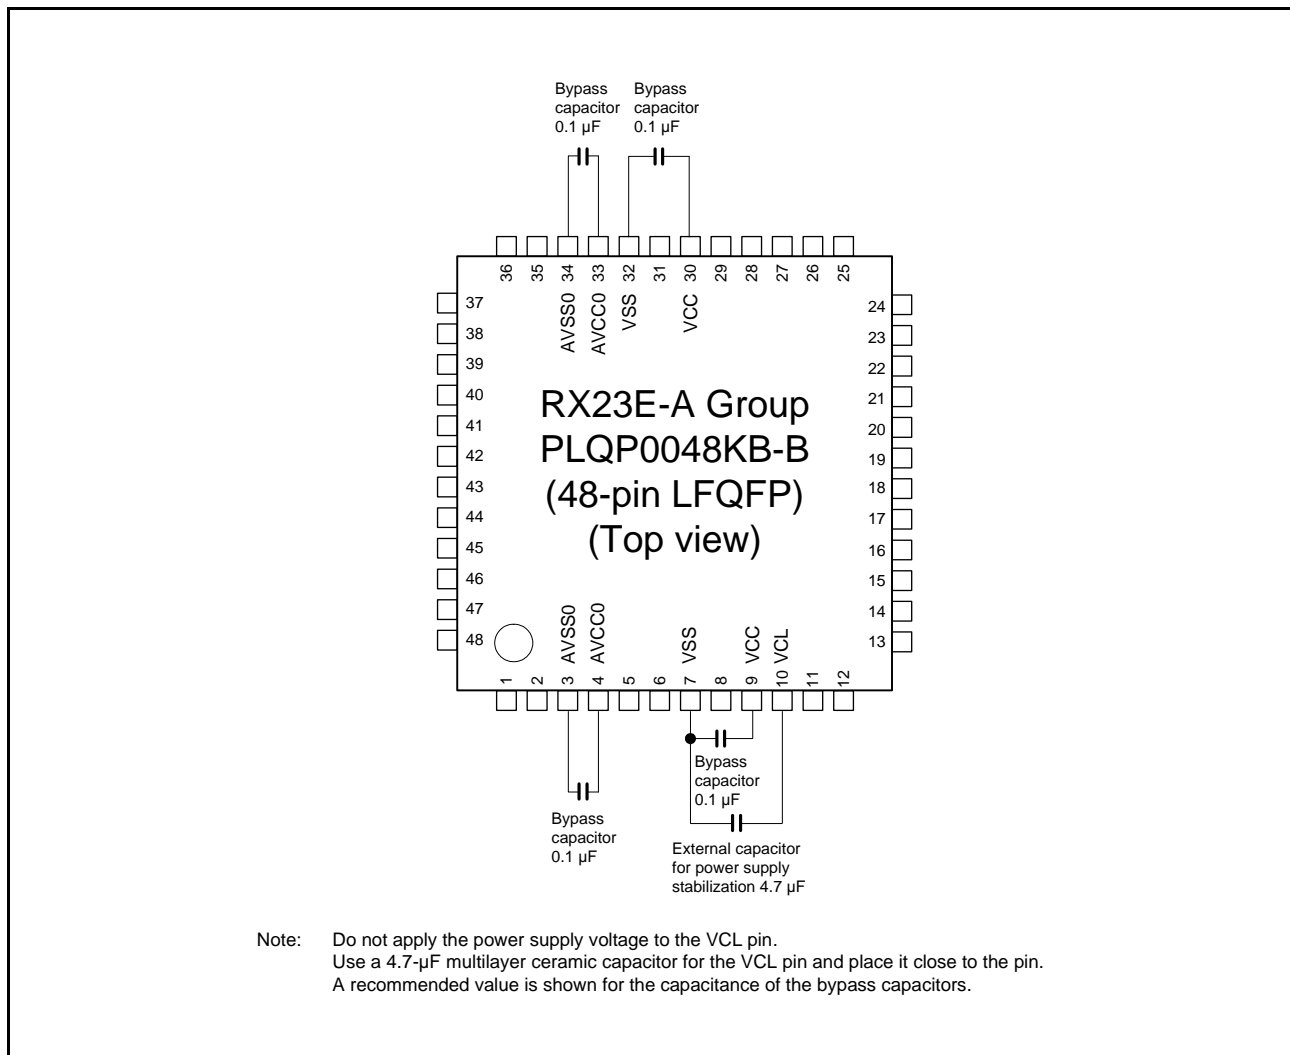 Bypass
capacitor
0.1 µF
Bypass
capacitor
0.1 µF
36
35
34
33
32
31
30
29
28
27
26
25
AVSS0
AVCC0
VSS
VCC
37
38
39
40
41
42
43
44
45
46
47
48
24
23
22
21
20
19
18
17
16
15
14
13
RX23E-A Group
PLQP0048KB-B
(48-pin LFQFP)
(Top view)
AVSS0
AVCC0
VSS
VCC
VCL
1
2
3
4
5
6
7
8
9
10
11
12
Bypass
capacitor
0.1 µF
Bypass
capacitor
0.1 µF
External capacitor
for power supply
stabilization 4.7 µF
Note: Do not apply the power supply voltage to the VCL pin.
Use a 4.7-µF multilayer ceramic capacitor for the VCL pin and place it close to the pin.
A recommended value is shown for the capacitance of the bypass capacitors.